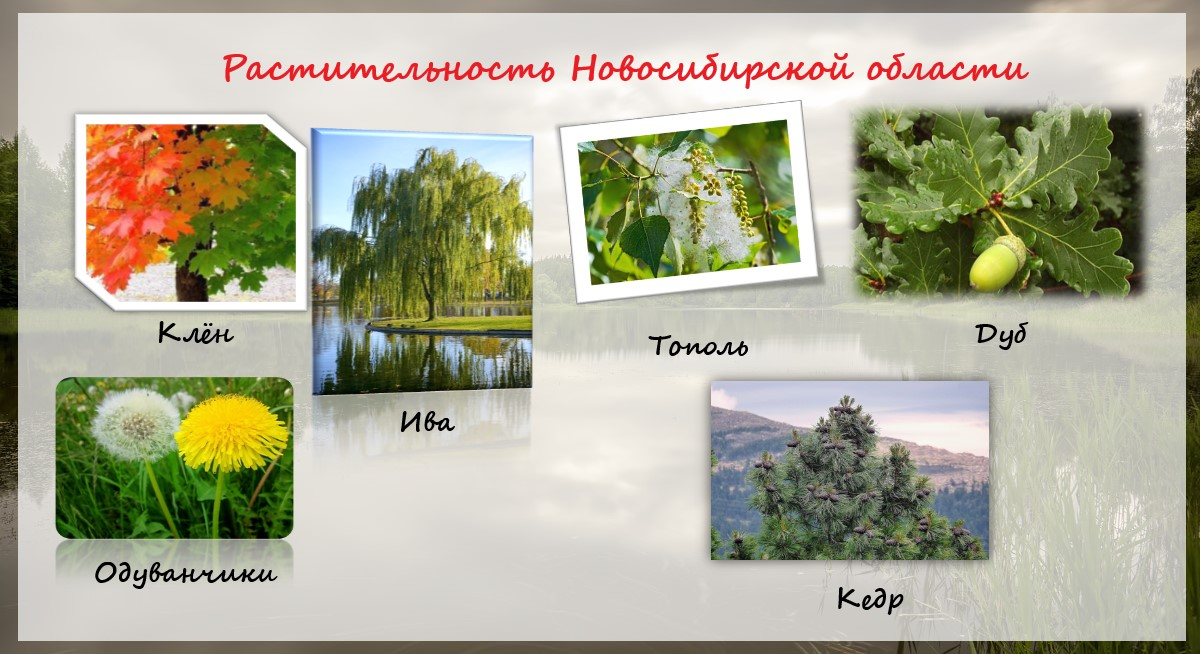 Растительность Новосибирской области
Клён
Ива
Тополь
Дуб
Одуванчики
Кедр